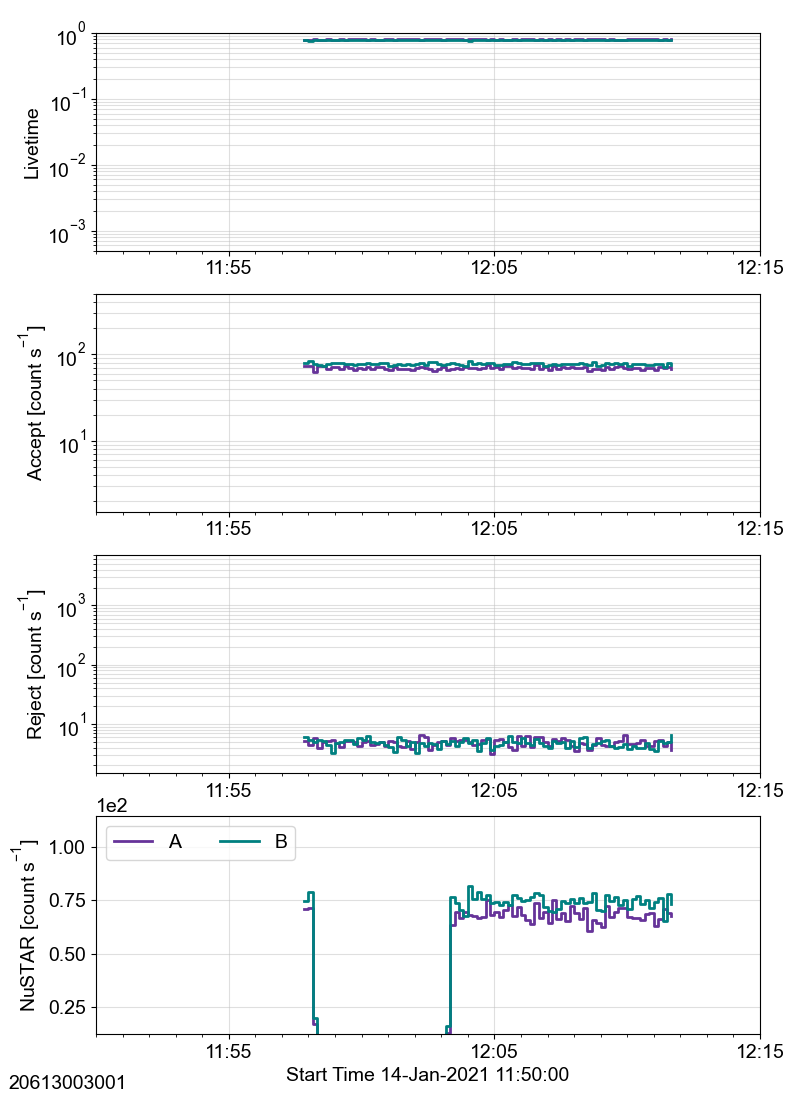 10^0
10^−1
10^−2
10^−3
Livetime
11:55 12:05 12:15
10^2
10^1
Accept [count s^−1]
11:55 12:05 12:15
10^3
10^2
10^1
Reject [count s^−1]
11:55 12:05 12:15
1e2
A B
1.00
0.75
0.50
0.25
NuSTAR [count s^−1]
11:55 12:05 12:15
Start Time 14-Jan-2021 11:50:00
20613003001